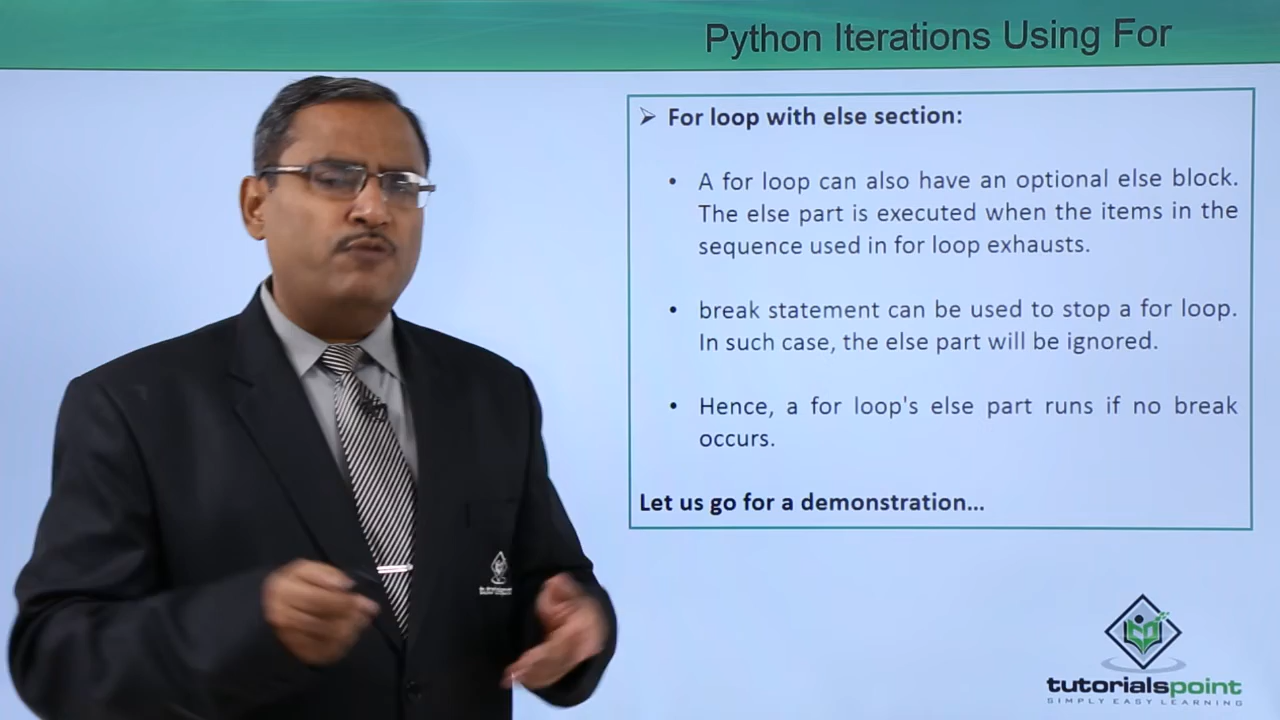 Python Iterations Using For
➢ For loop with else section:
• A for loop can also have an optional else block.
The else part is executed when the items in the
sequence used in for loop exhausts.
• break statement can be used to stop a for loop.
In such case, the else part will be ignored.
• Hence, a for loop's else part runs if no break
occurs.
Let us go for a demonstration...
tutorialspoint
SIMPLY EASY LEARNING